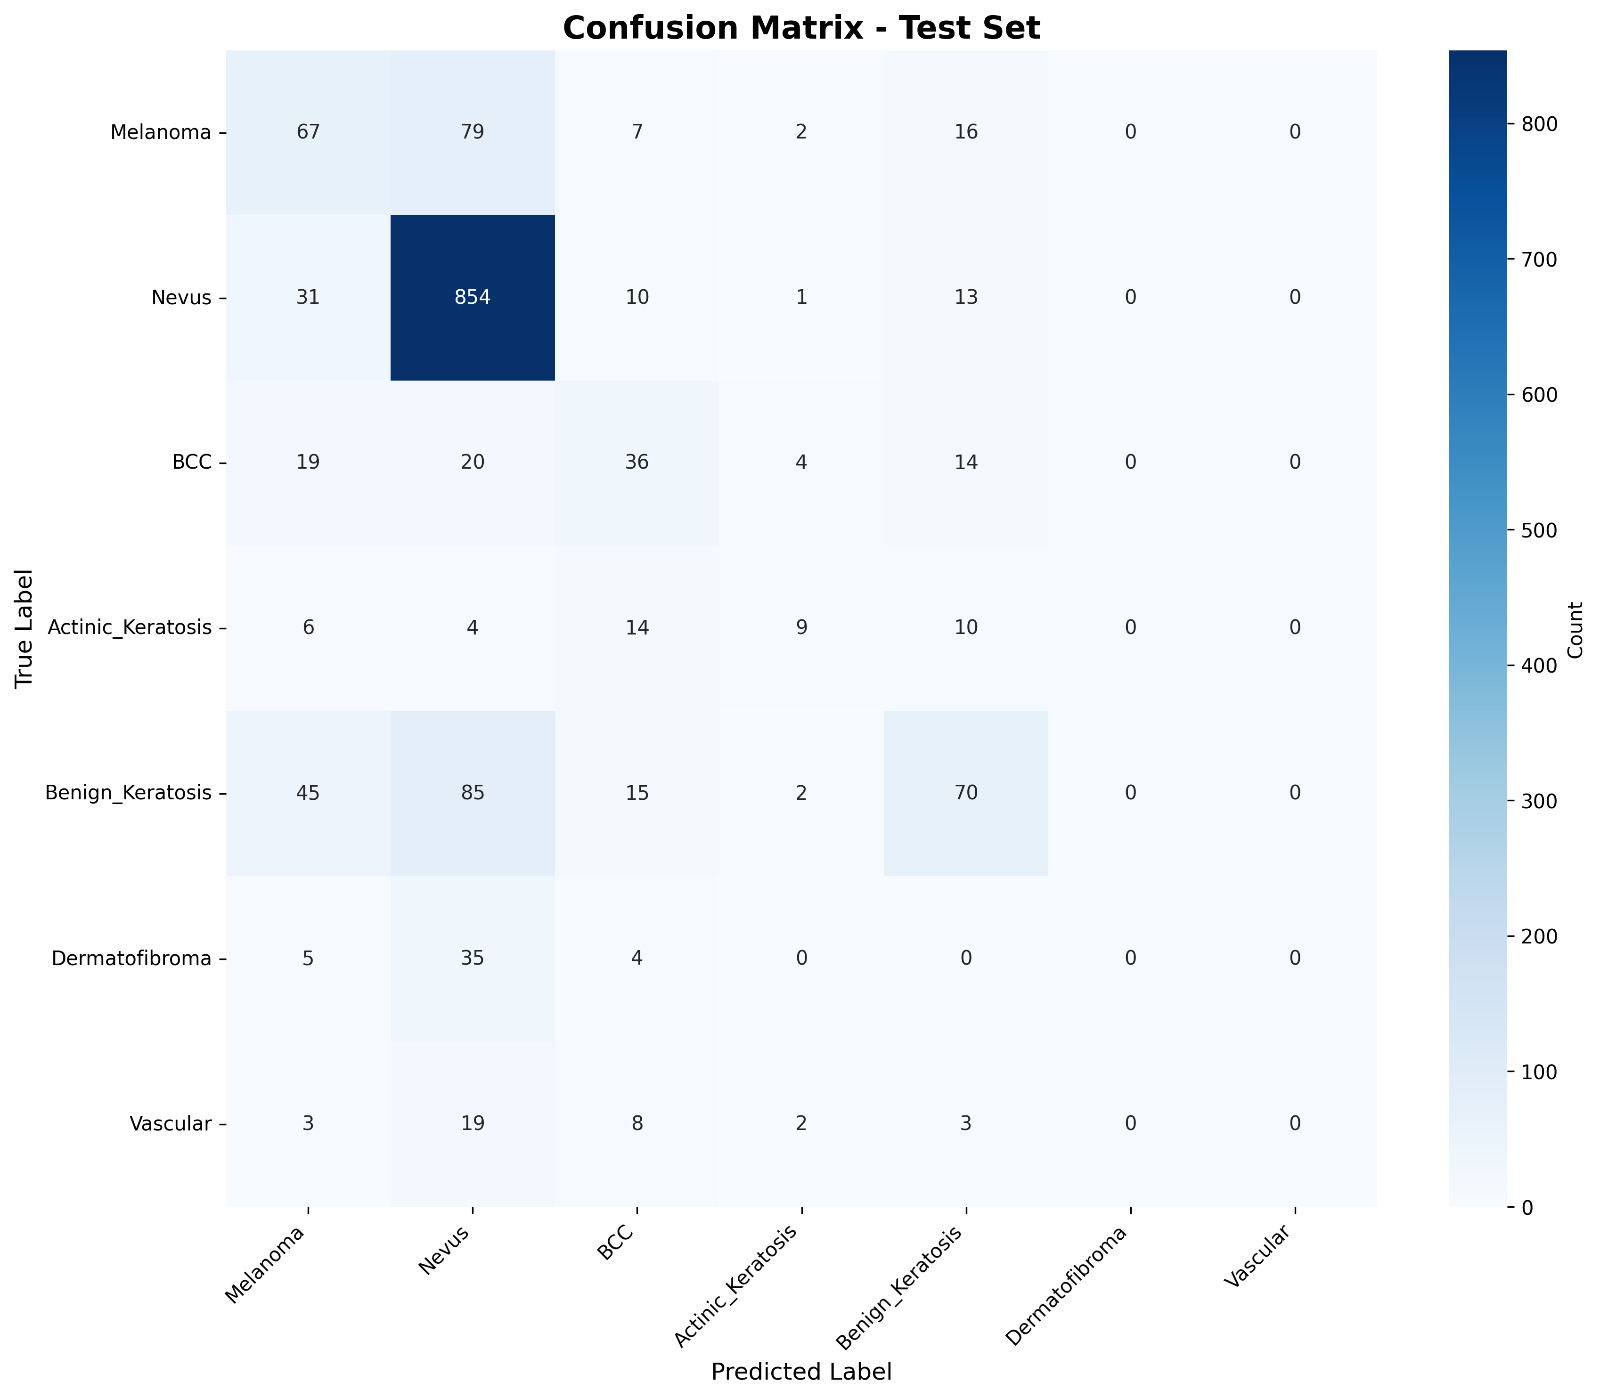 Confusion Matrix - Test Set
True Label
Melanoma 67 79 7 2 16 0 0
Nevus 31 854 10 1 13 0 0
BCC 19 20 36 4 14 0 0
Actinic_Keratosis 6 4 14 9 10 0 0
Benign_Keratosis 45 85 15 2 70 0 0
Dermatofibroma 5 35 4 0 0 0 0
Vascular 3 19 8 2 3 0 0
Melanoma
Nevus
BCC
Actinic_Keratosis
Benign_Keratosis
Dermatofibroma
Vascular
Predicted Label
800
700
600
500
400
300
200
100
0
Count